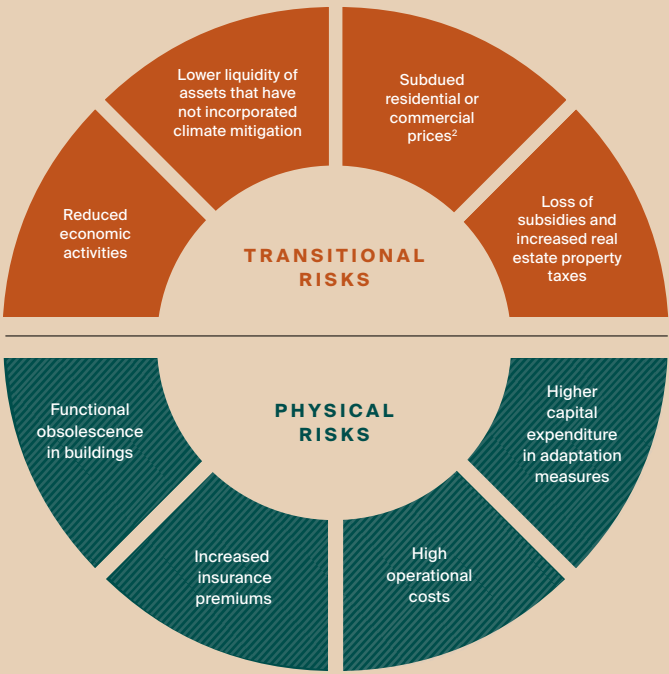 Reduced
economic
activities
Lower liquidity of
assets that have
not incorporated
climate mitigation
Subdued
residential or
commercial
prices²
Loss of
subsidies and
increased real
estate property
taxes
TRANSITIONAL
RISKS
PHYSICAL
RISKS
Functional
obsolescence
in buildings
Increased
insurance
premiums
High
operational
costs
Higher
capital
expenditure
in adaptation
measures